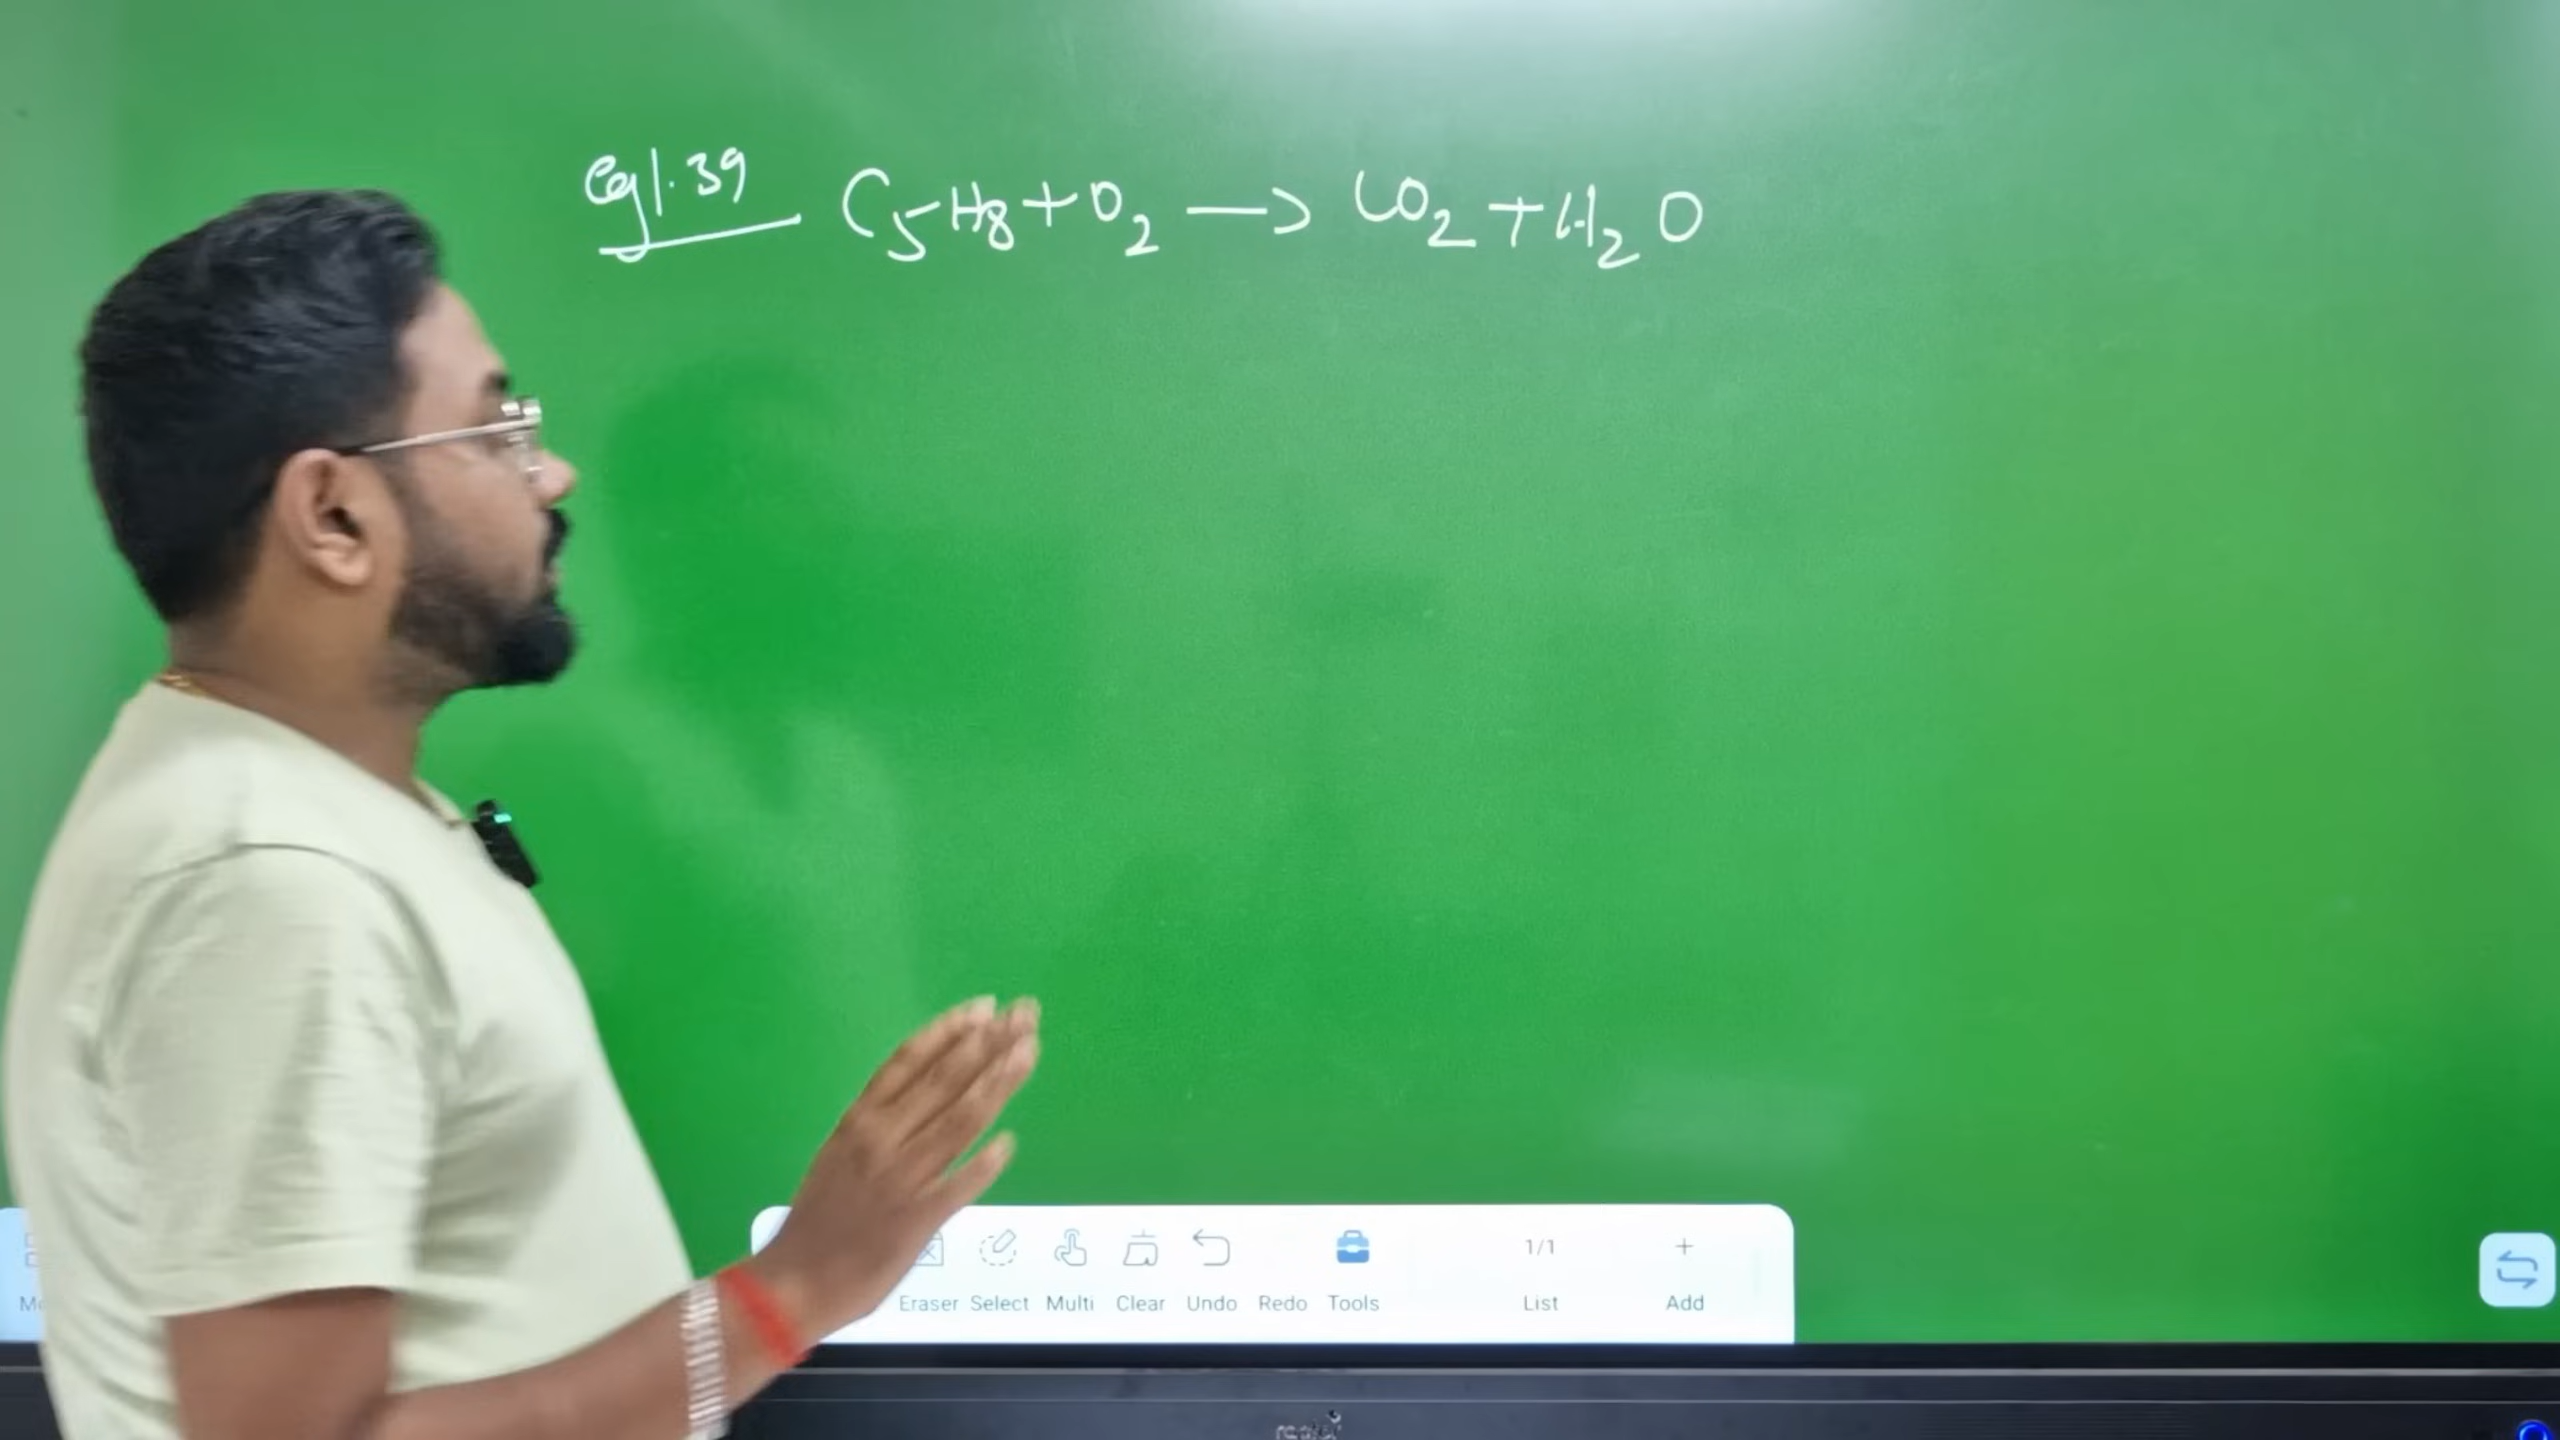 eg 1.39 C5H8 + O2 → CO2 + H2O
Eraser Select Multi Clear Undo Redo Tools 1/1 List + Add